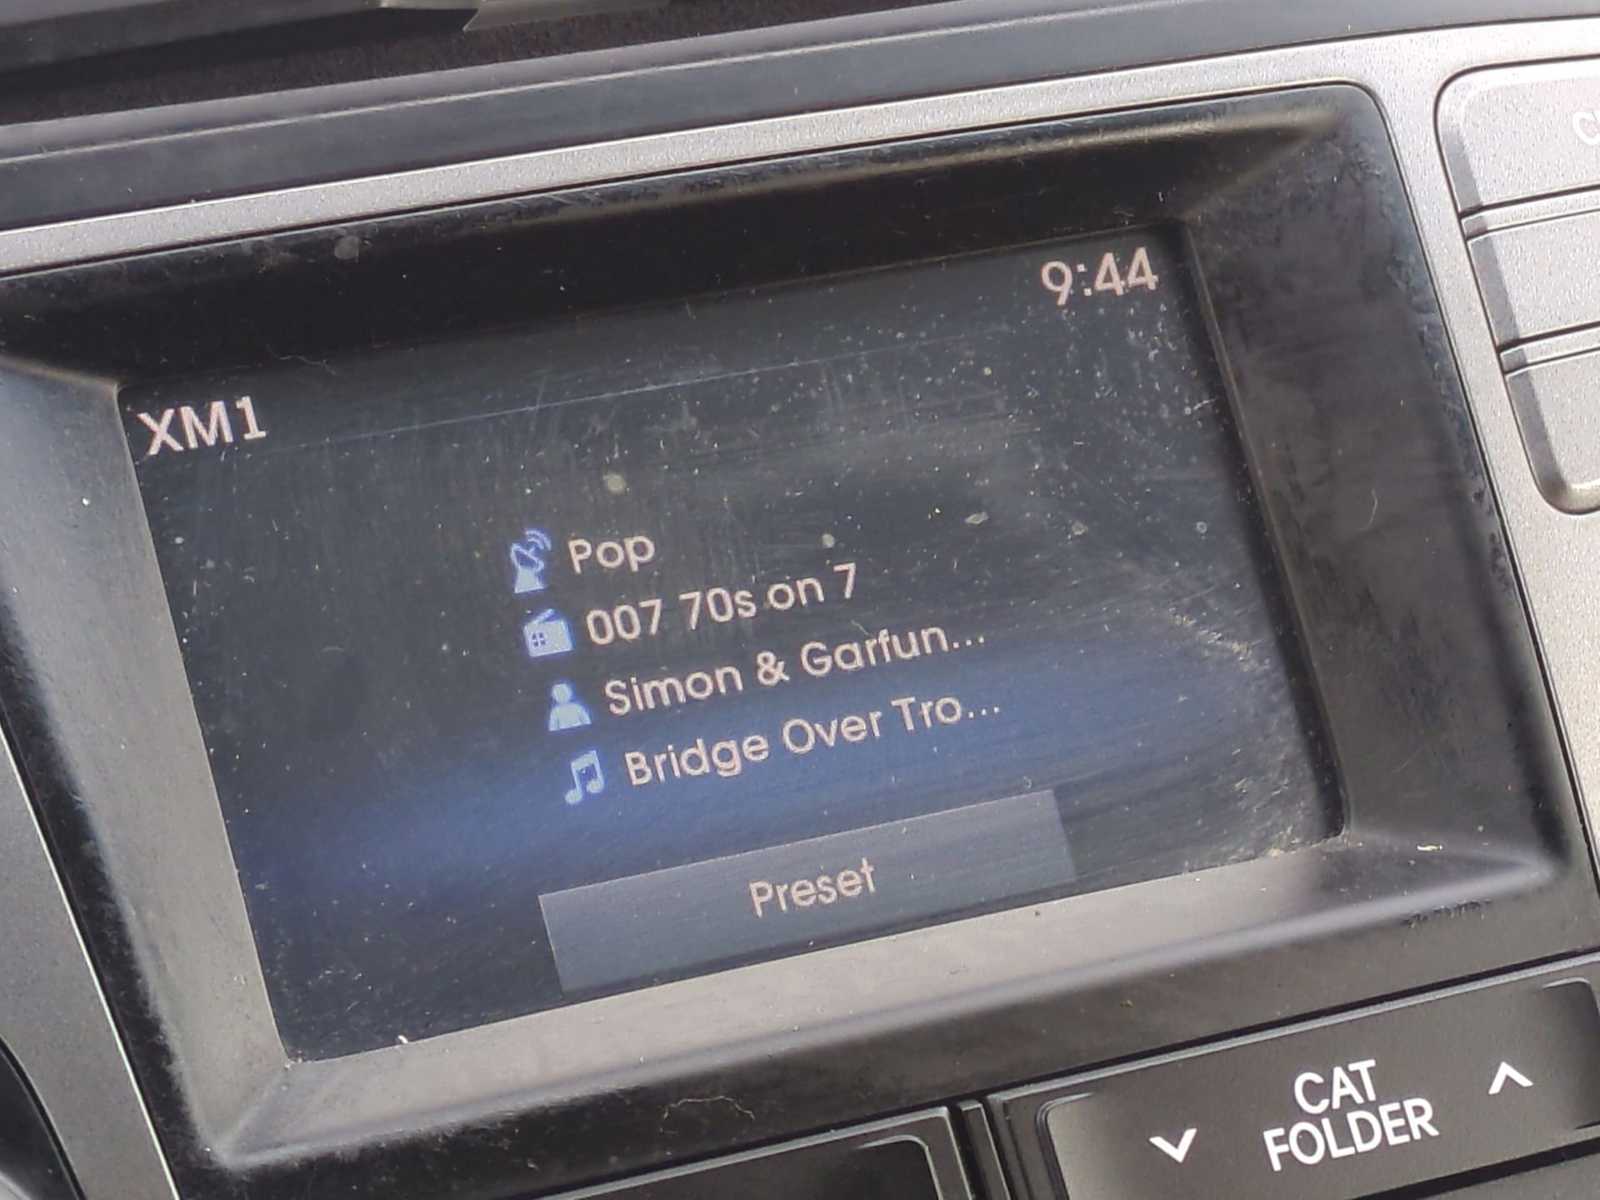 9:44
XM1
Pop
007 70s on 7
Simon & Garfun...
Bridge Over Tro...
Preset
CAT
FOLDER